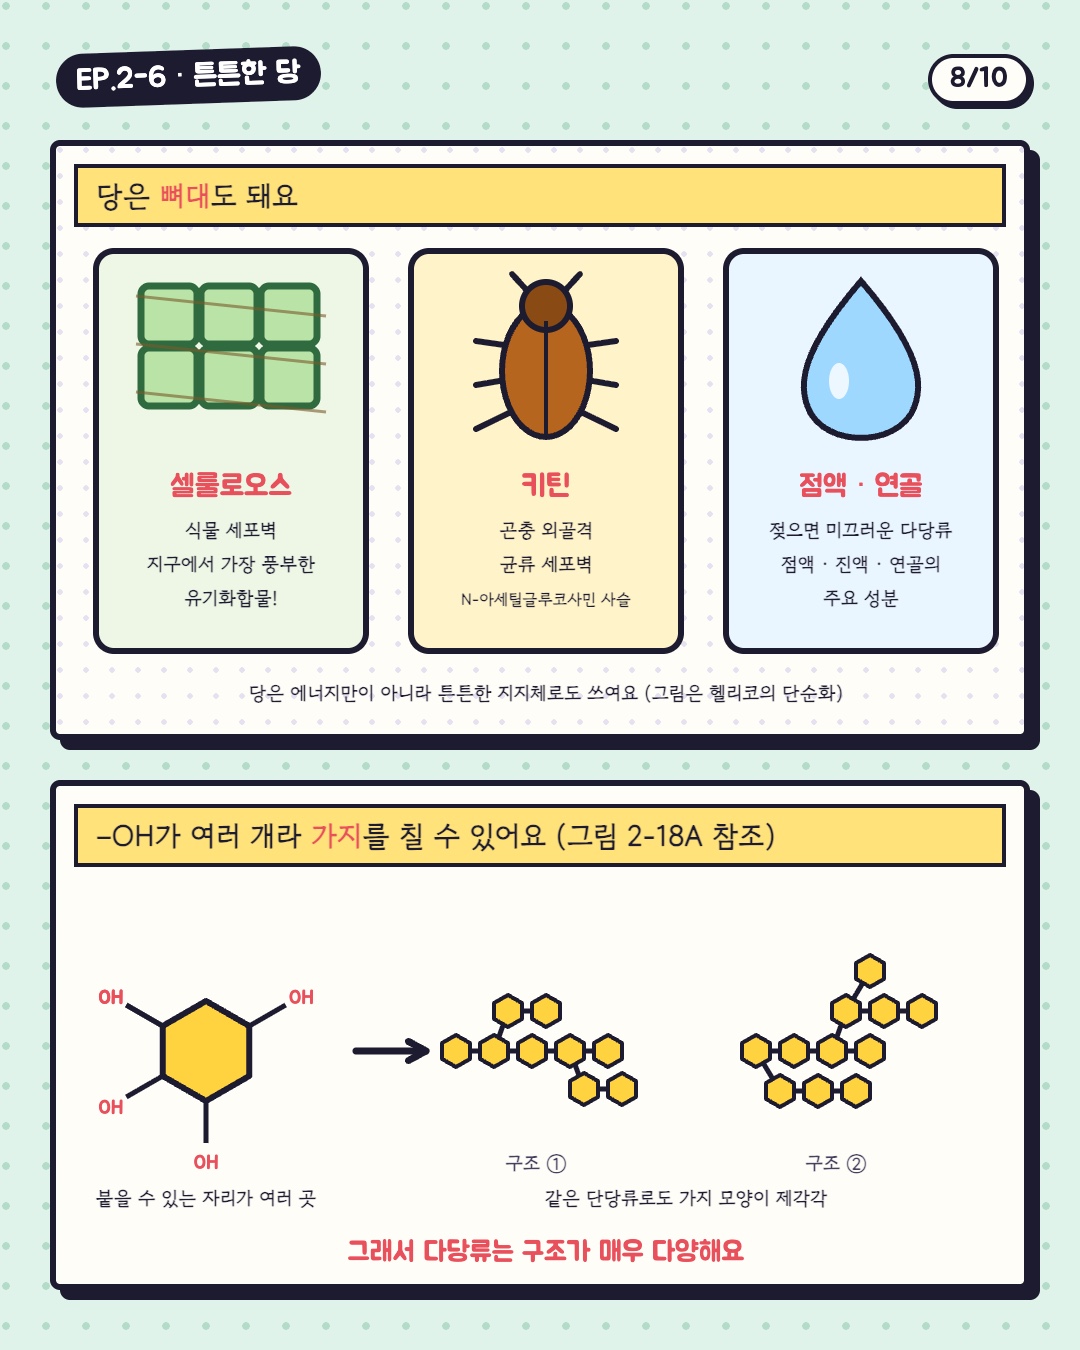 EP.2-6 · 튼튼한 당
8/10
당은 뼈대도 돼요
셀룰로오스
식물 세포벽
지구에서 가장 풍부한
유기화합물!
키틴
곤충 외골격
균류 세포벽
N-아세틸글루코사민 사슬
점액 · 연골
젖으면 미끄러운 다당류
점액 · 진액 · 연골의
주요 성분
당은 에너지만이 아니라 튼튼한 지지체로도 쓰여요 (그림은 헬리코의 단순화)
–OH가 여러 개라 가지를 칠 수 있어요 (그림 2-18A 참조)
OH
OH
OH
OH
붙을 수 있는 자리가 여러 곳
구조 ①
구조 ②
같은 단당류로도 가지 모양이 제각각
그래서 다당류는 구조가 매우 다양해요